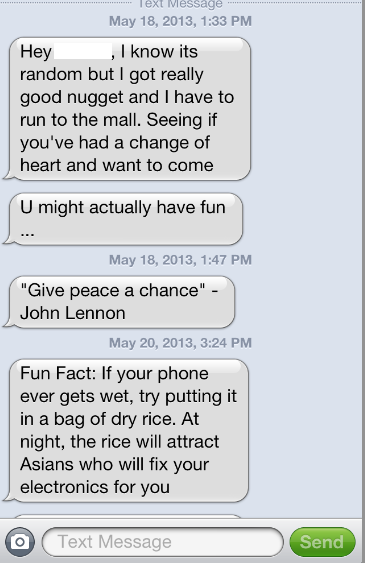 Text Message
May 18, 2013, 1:33 PM
Hey , I know its
random but I got really
good nugget and I have to
run to the mall. Seeing if
you've had a change of
heart and want to come
U might actually have fun
...
May 18, 2013, 1:47 PM
"Give peace a chance" -
John Lennon
May 20, 2013, 3:24 PM
Fun Fact: If your phone
ever gets wet, try putting it
in a bag of dry rice. At
night, the rice will attract
Asians who will fix your
electronics for you
Text Message
Send